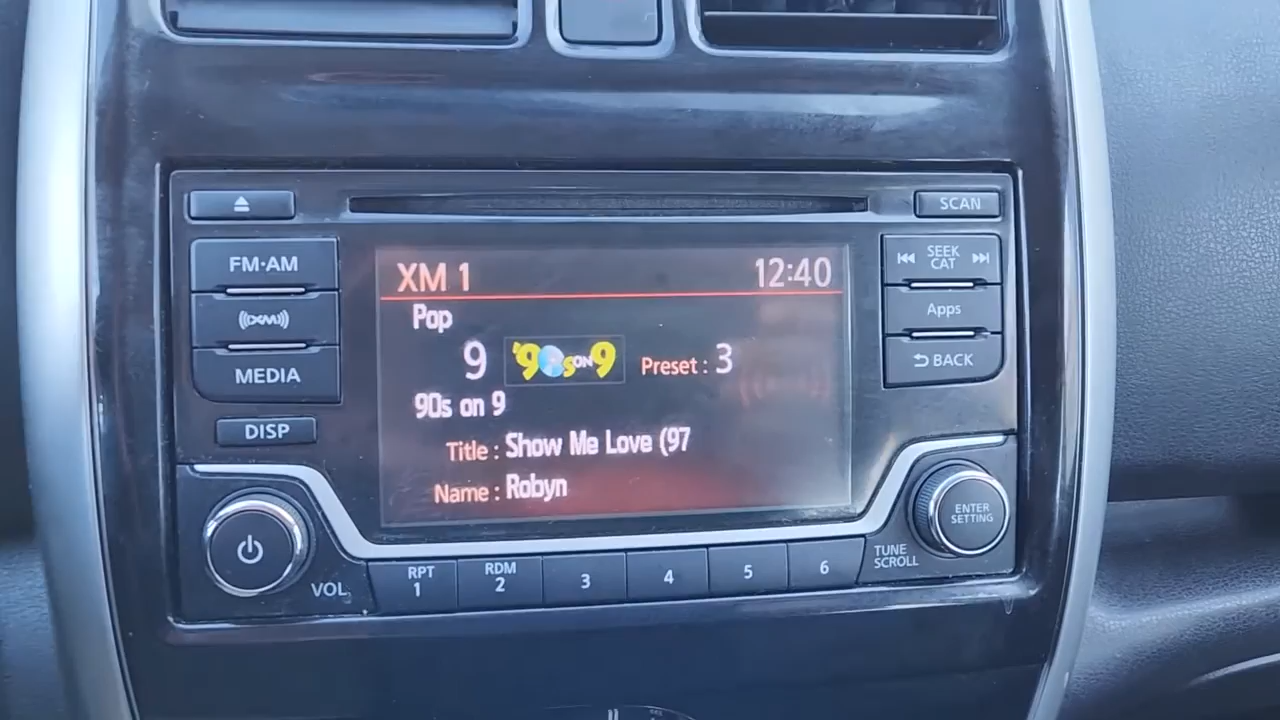 SCAN
FM·AM
XM
MEDIA
DISP
XM 1 12:40
Pop
9 '90s ON 9 Preset : 3
90s on 9
Title : Show Me Love (97
Name : Robyn
SEEK
CAT
Apps
BACK
VOL
RPT
1
RDM
2
3
4
5
6
TUNE
SCROLL
ENTER
SETTING